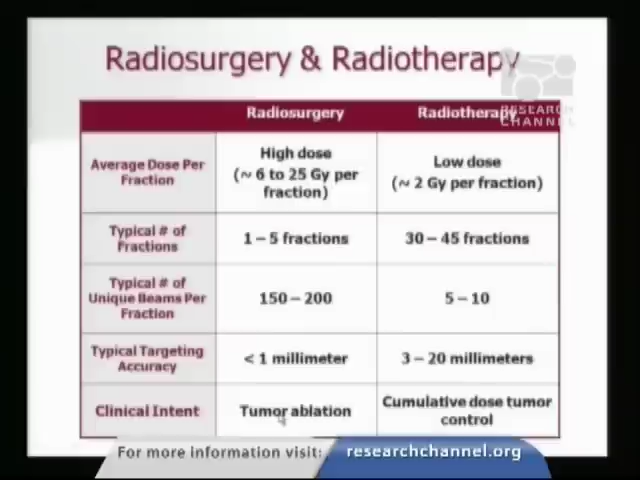 Radiosurgery & Radiotherapy
RESEARCH
CHANNEL
Radiosurgery Radiotherapy
Average Dose Per
Fraction
High dose
(~ 6 to 25 Gy per
fraction)
Low dose
(~ 2 Gy per fraction)
Typical # of
Fractions
1 – 5 fractions
30 – 45 fractions
Typical # of
Unique Beams Per
Fraction
150 – 200
5 – 10
Typical Targeting
Accuracy
< 1 millimeter
3 – 20 millimeters
Clinical Intent
Tumor ablation
Cumulative dose tumor
control
For more information visit: researchchannel.org